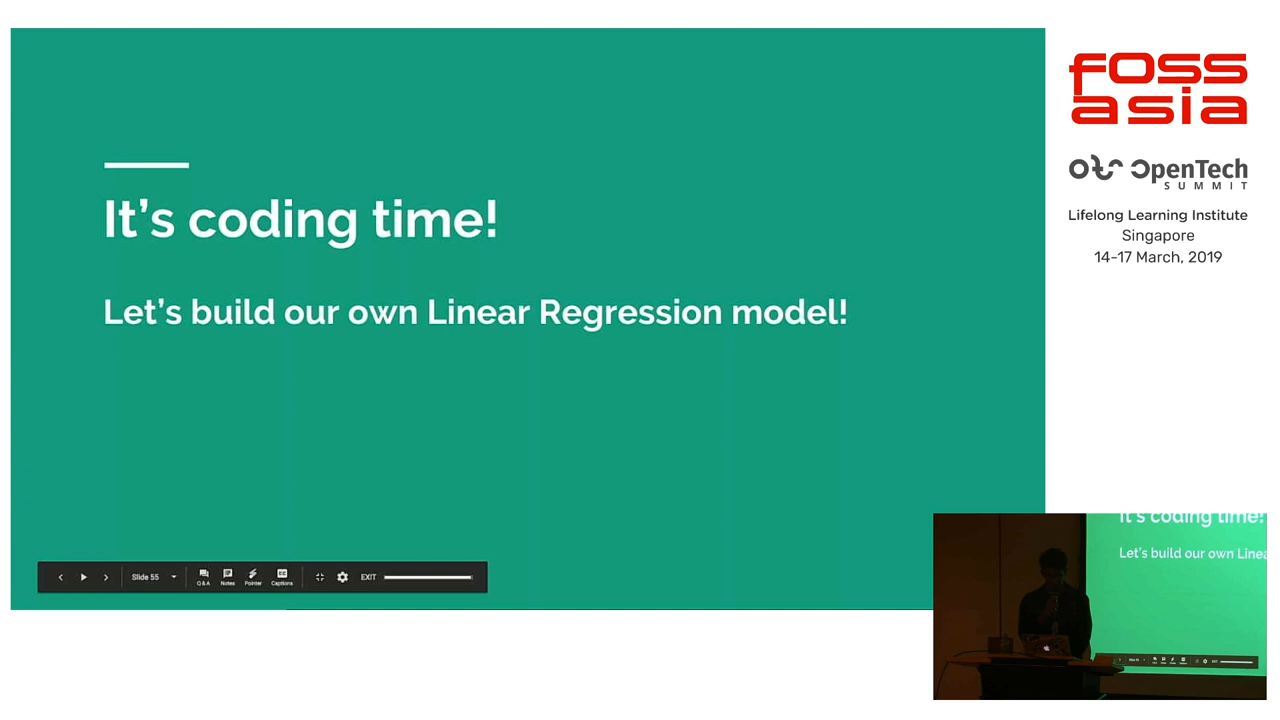 It's coding time!
Let's build our own Linear Regression model!
Slide 55
Q&A
Notes
Pointer
Captions
EXIT
fOSS
asia
OpenTech
SUMMIT
Lifelong Learning Institute
Singapore
14-17 March, 2019
It's coding time!
Let's build our own Linea